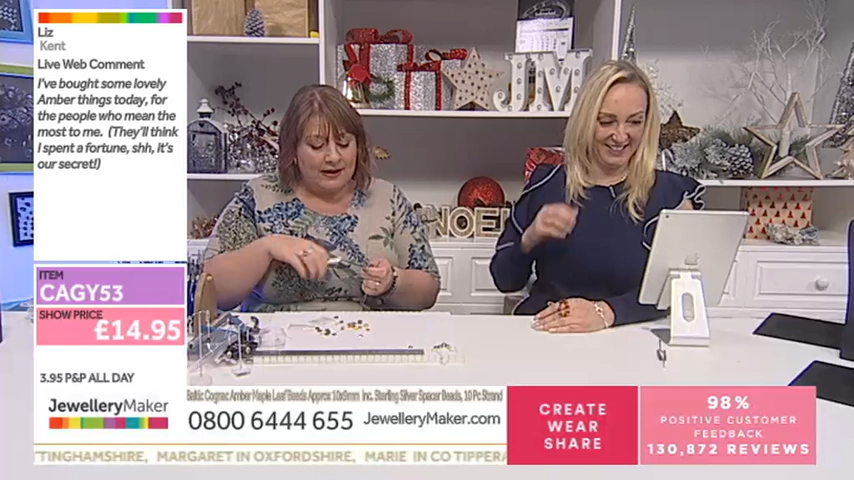 Liz
Kent
Live Web Comment
I've bought some lovely
Amber things today, for
the people who mean the
most to me. (They'll think
I spent a fortune, shh, it's
our secret!)
ITEM
CAGY53
SHOW PRICE
£14.95
3.95 P&P ALL DAY
JewelleryMaker
JM
NOEL
Baltic Cognac Amber Maple Leaf Beads Approx 10x9mm Inc. Sterling Silver Spacer Beads, 10 Pc Strand
0800 6444 655 JewelleryMaker.com
CREATE
WEAR
SHARE
98%
POSITIVE CUSTOMER
FEEDBACK
130,872 REVIEWS
TTINGHAMSHIRE, MARGARET IN OXFORDSHIRE, MARIE IN CO TIPPERA